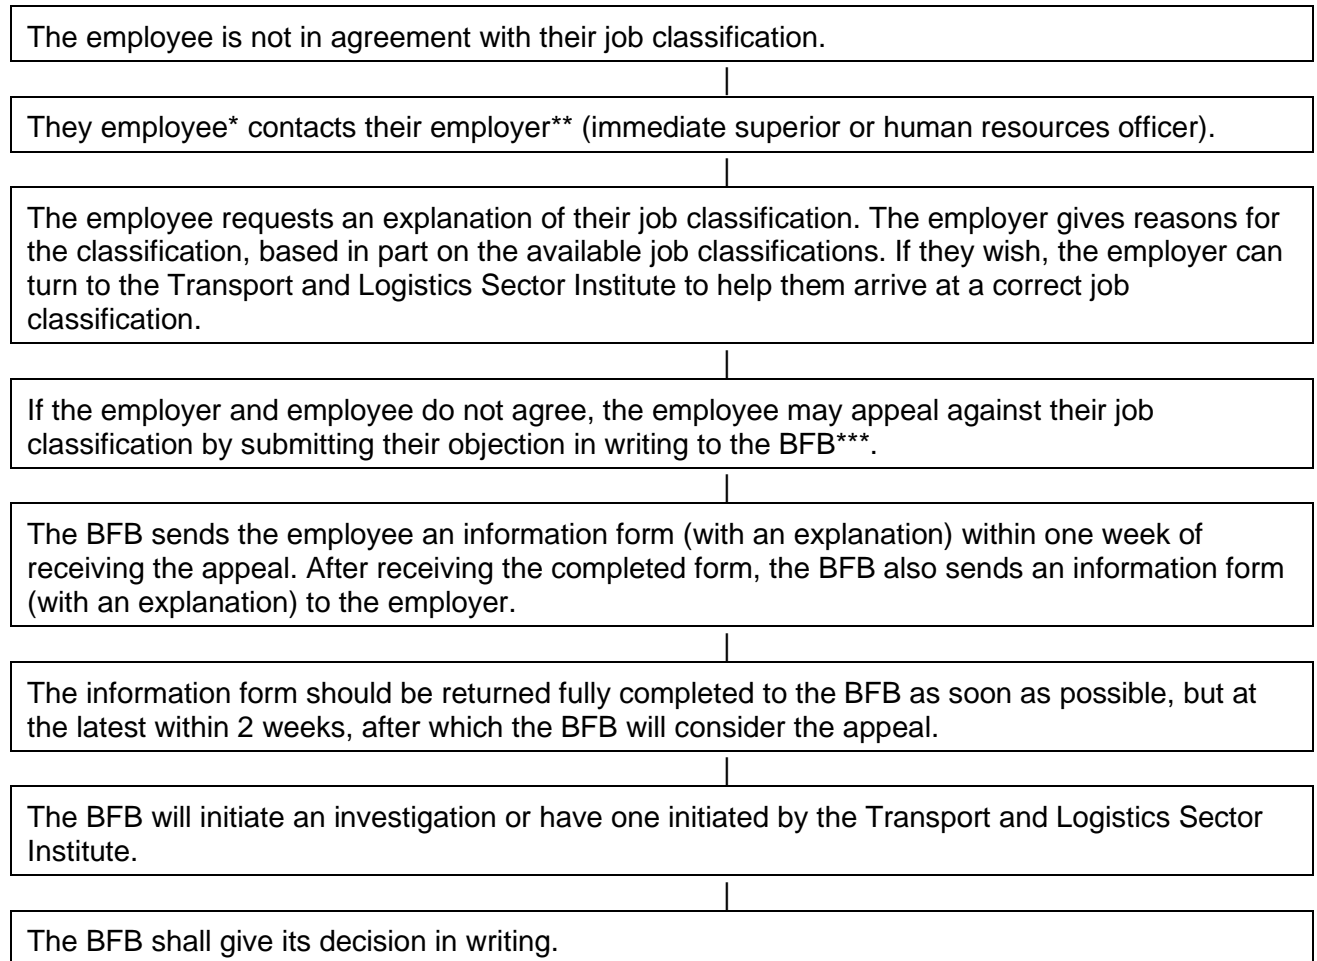 The employee is not in agreement with their job classification.
They employee* contacts their employer** (immediate superior or human resources officer).
The employee requests an explanation of their job classification. The employer gives reasons for
the classification, based in part on the available job classifications. If they wish, the employer can
turn to the Transport and Logistics Sector Institute to help them arrive at a correct job
classification.
If the employer and employee do not agree, the employee may appeal against their job
classification by submitting their objection in writing to the BFB***.
The BFB sends the employee an information form (with an explanation) within one week of
receiving the appeal. After receiving the completed form, the BFB also sends an information form
(with an explanation) to the employer.
The information form should be returned fully completed to the BFB as soon as possible, but at
the latest within 2 weeks, after which the BFB will consider the appeal.
The BFB will initiate an investigation or have one initiated by the Transport and Logistics Sector
Institute.
The BFB shall give its decision in writing.